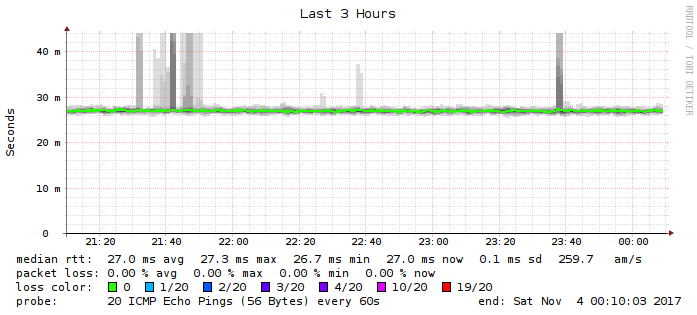 Last 3 Hours
RRDTOOL / TOBI OETIKER
Seconds
40 m
30 m
20 m
10 m
0
21:20 21:40 22:00 22:20 22:40 23:00 23:20 23:40 00:00
median rtt: 27.0 ms avg 27.3 ms max 26.7 ms min 27.0 ms now 0.1 ms sd 259.7 am/s
packet loss: 0.00 % avg 0.00 % max 0.00 % min 0.00 % now
loss color: 0 1/20 2/20 3/20 4/20 10/20 19/20
probe: 20 ICMP Echo Pings (56 Bytes) every 60s end: Sat Nov 4 00:10:03 2017